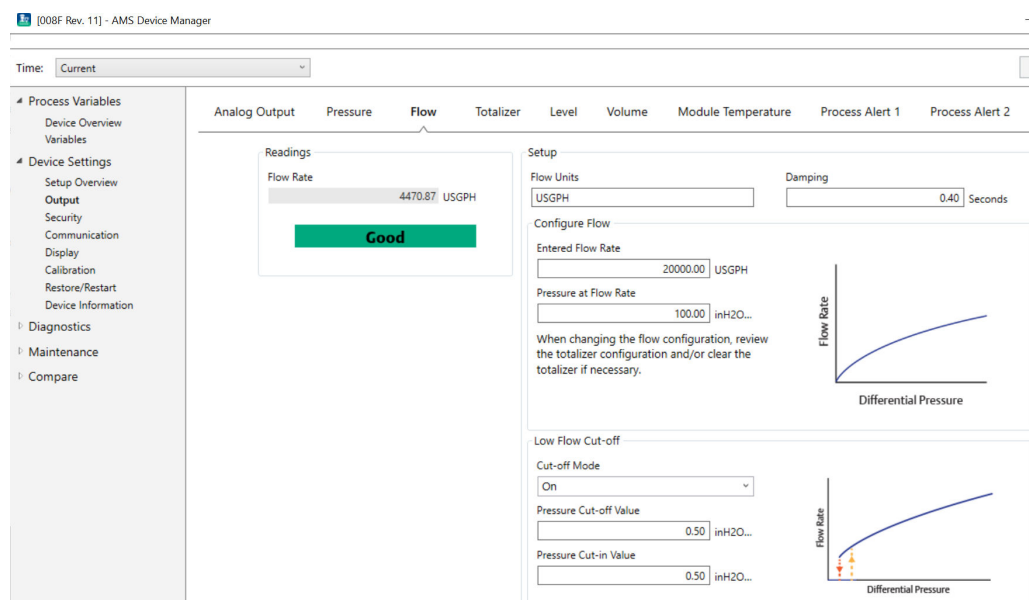 [008F Rev. 11] - AMS Device Manager
Time: Current
Process Variables
Device Overview
Variables
Device Settings
Setup Overview
Output
Security
Communication
Display
Calibration
Restore/Restart
Device Information
Diagnostics
Maintenance
Compare
Analog Output Pressure Flow Totalizer Level Volume Module Temperature Process Alert 1 Process Alert 2
Readings
Flow Rate
4470.87 USGPH
Good
Setup
Flow Units
USGPH
Damping
0.40 Seconds
Configure Flow
Entered Flow Rate
20000.00 USGPH
Pressure at Flow Rate
100.00 inH2O...
When changing the flow configuration, review
the totalizer configuration and/or clear the
totalizer if necessary.
Flow Rate
Differential Pressure
Low Flow Cut-off
Cut-off Mode
On
Pressure Cut-off Value
0.50 inH2O...
Pressure Cut-in Value
0.50 inH2O...
Flow Rate
Differential Pressure